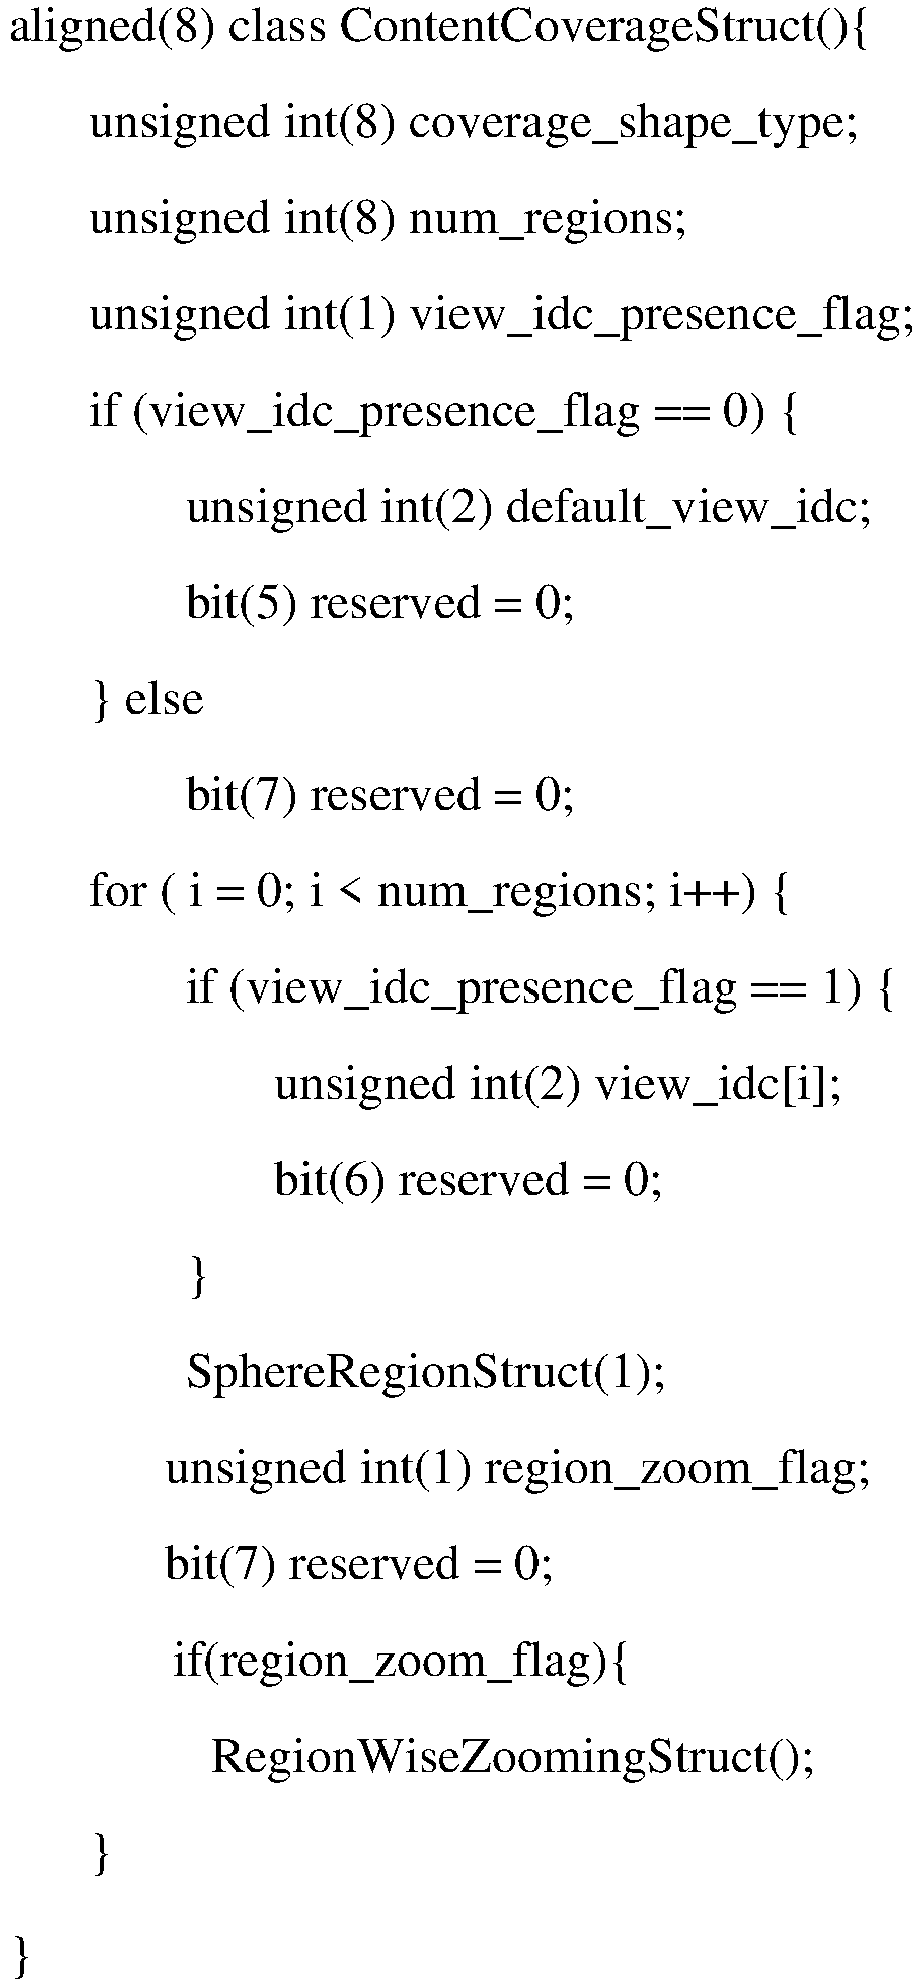 aligned(8) class ContentCoverageStruct(){
unsigned int(8) coverage_shape_type;
unsigned int(8) num_regions;
unsigned int(1) view_idc_presence_flag;
if (view_idc_presence_flag == 0) {
unsigned int(2) default_view_idc;
bit(5) reserved = 0;
} else
bit(7) reserved = 0;
for ( i = 0; i < num_regions; i++) {
if (view_idc_presence_flag == 1) {
unsigned int(2) view_idc[i];
bit(6) reserved = 0;
}
SphereRegionStruct(1);
unsigned int(1) region_zoom_flag;
bit(7) reserved = 0;
if(region_zoom_flag){
RegionWiseZoomingStruct();
}
}